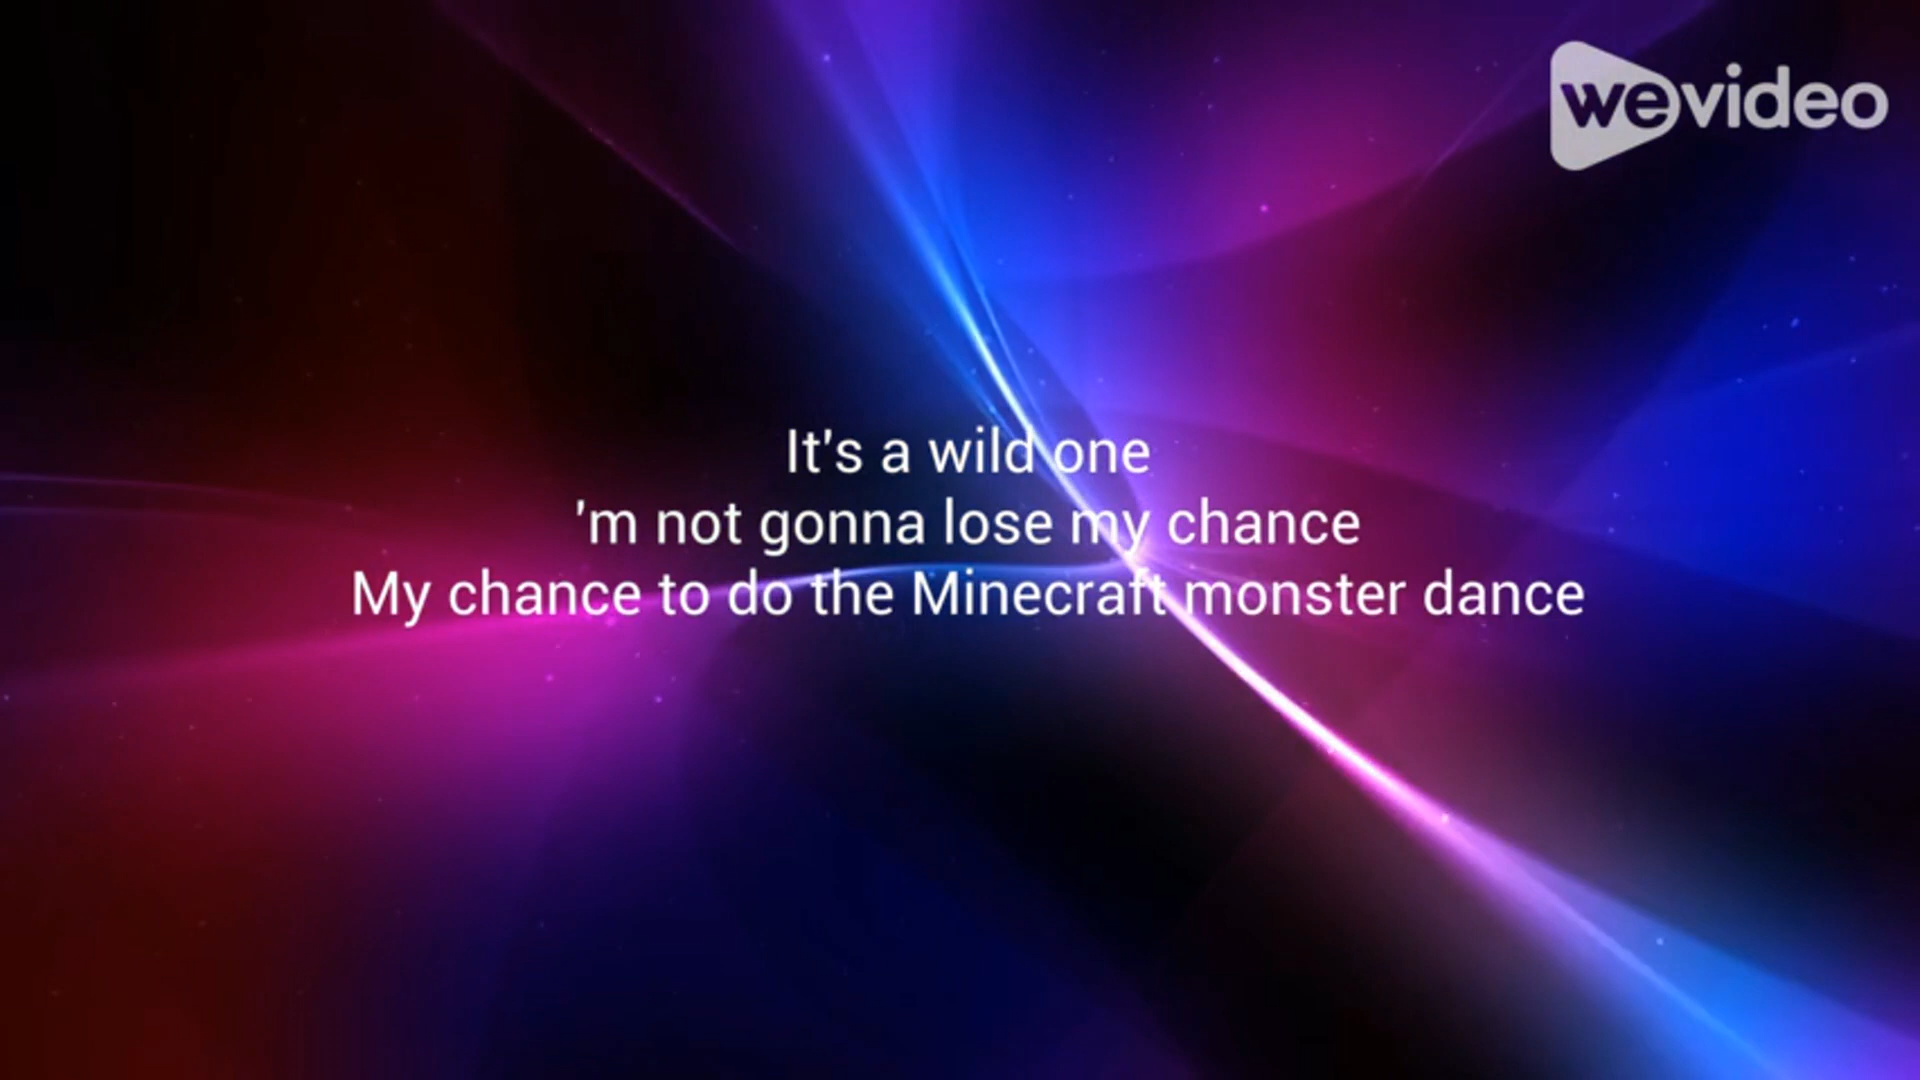 wevideo
It's a wild one
'm not gonna lose my chance
My chance to do the Minecraft monster dance